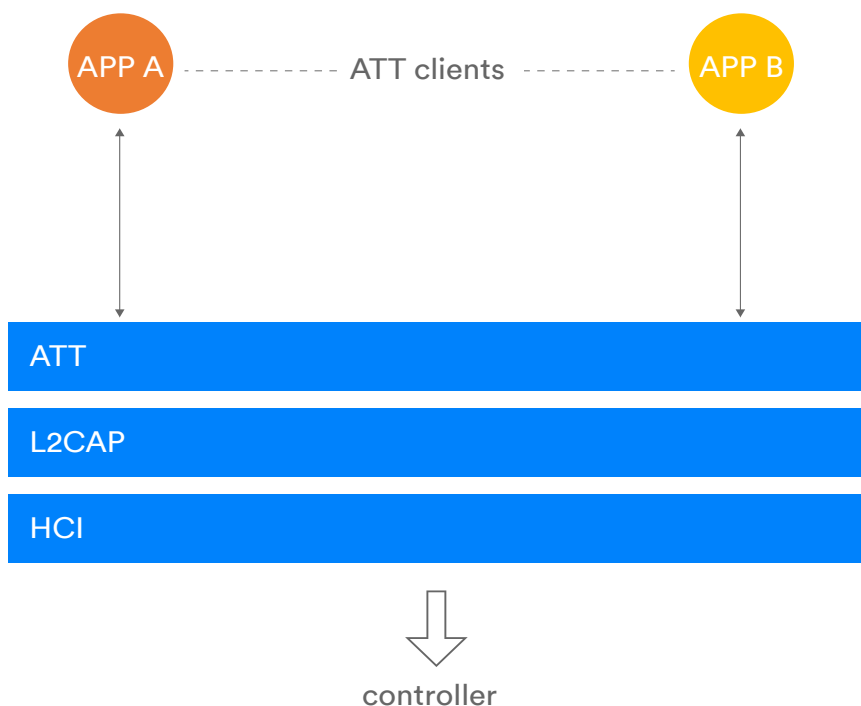 APP A
ATT clients
APP B
ATT
L2CAP
HCI
controller